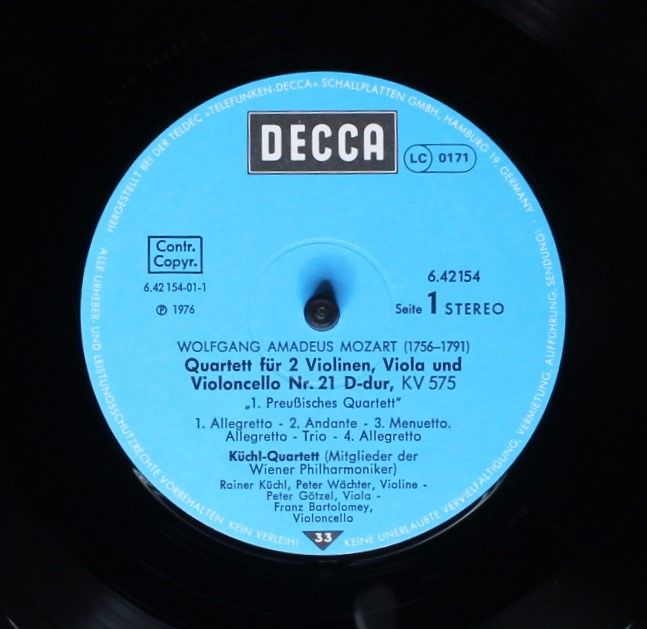 HERGESTELLT BEI DER TELDEC »TELEFUNKEN-DECCA« SCHALLPLATTEN GMBH, HAMBURG 19 GERMANY ·
DECCA
LC 0171
Contr.
Copyr.
6.42154-01-1
℗ 1976
6.42154
Seite 1 STEREO
WOLFGANG AMADEUS MOZART (1756–1791)
Quartett für 2 Violinen, Viola und
Violoncello Nr. 21 D-dur, KV 575
„1. Preußisches Quartett”
1. Allegretto - 2. Andante - 3. Menuetto.
Allegretto - Trio - 4. Allegretto
Küchl-Quartett (Mitglieder der
Wiener Philharmoniker)
Rainer Küchl, Peter Wächter, Violine -
Peter Götzel, Viola -
Franz Bartolomey,
Violoncello
33
ALLE URHEBER- UND LEISTUNGSSCHUTZRECHTE VORBEHALTEN KEIN VERLEIH! KEINE UNERLAUBTE VERVIELFÄLTIGUNG, VERMIETUNG, AUFFÜHRUNG, SENDUNG!